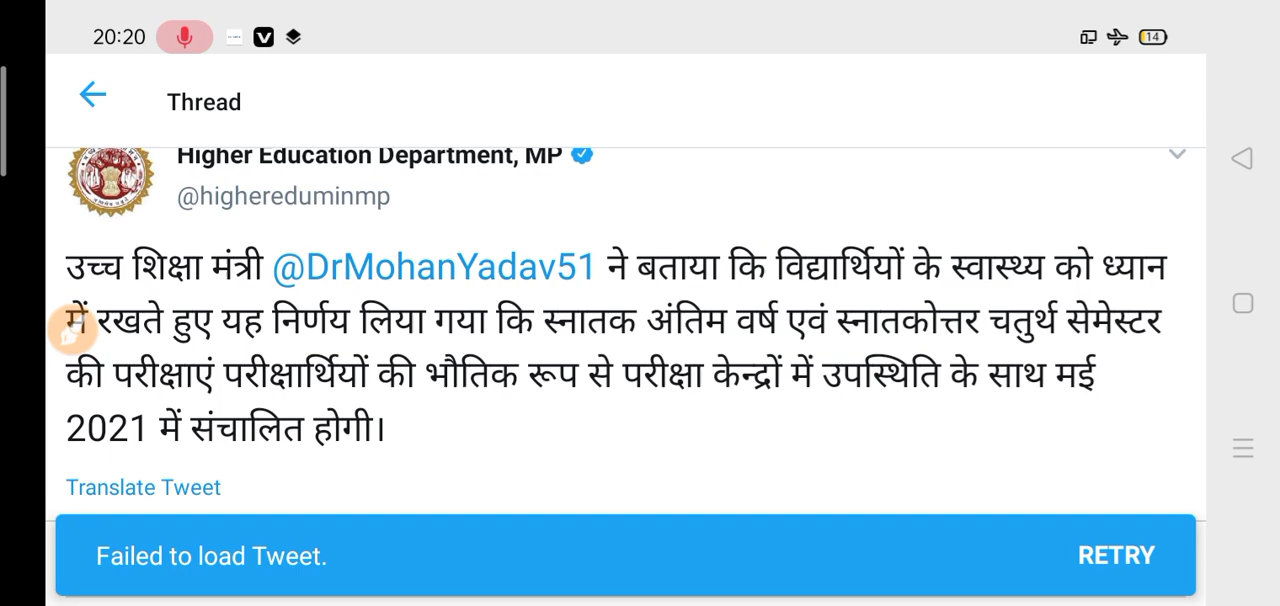 20:20
14
Thread
Higher Education Department, MP
@highereduminmp
उच्च शिक्षा मंत्री @DrMohanYadav51 ने बताया कि विद्यार्थियों के स्वास्थ्य को ध्यान
में रखते हुए यह निर्णय लिया गया कि स्नातक अंतिम वर्ष एवं स्नातकोत्तर चतुर्थ सेमेस्टर
की परीक्षाएं परीक्षार्थियों की भौतिक रूप से परीक्षा केन्द्रों में उपस्थिति के साथ मई
2021 में संचालित होगी।
Translate Tweet
Failed to load Tweet.
RETRY